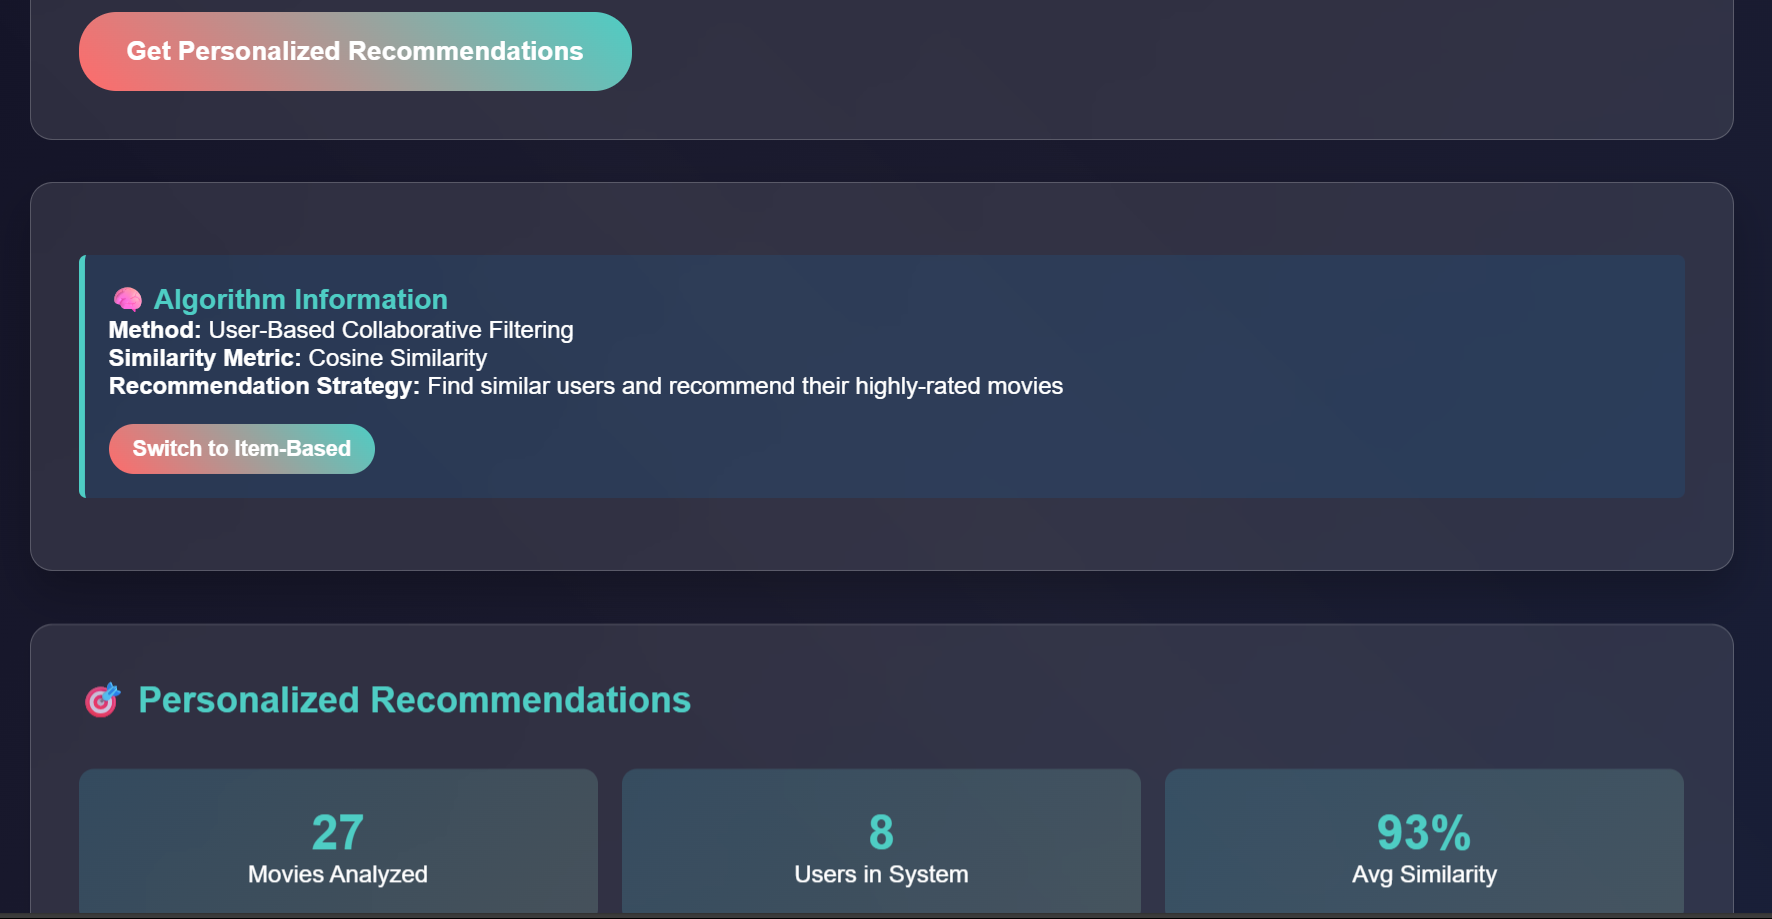 Get Personalized Recommendations
🧠 Algorithm Information
Method: User-Based Collaborative Filtering
Similarity Metric: Cosine Similarity
Recommendation Strategy: Find similar users and recommend their highly-rated movies
Switch to Item-Based
🎯 Personalized Recommendations
27
Movies Analyzed
8
Users in System
93%
Avg Similarity